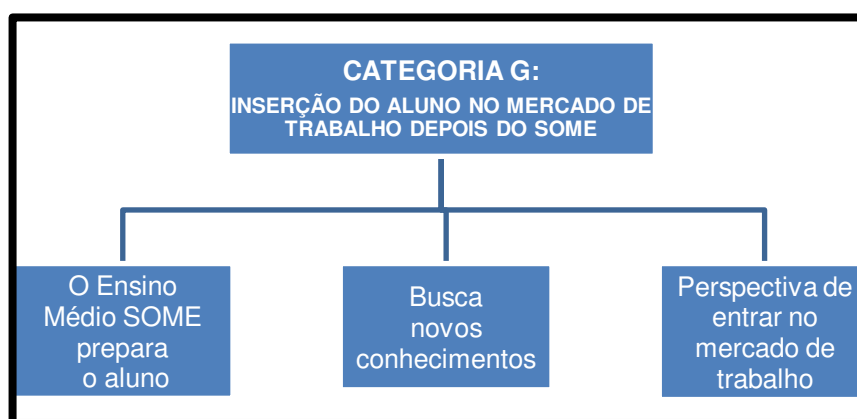 CATEGORIA G:
INSERÇÃO DO ALUNO NO MERCADO DE
TRABALHO DEPOIS DO SOME
O Ensino
Médio SOME
prepara
o aluno
Busca
novos
conhecimentos
Perspectiva de
entrar no
mercado de
trabalho